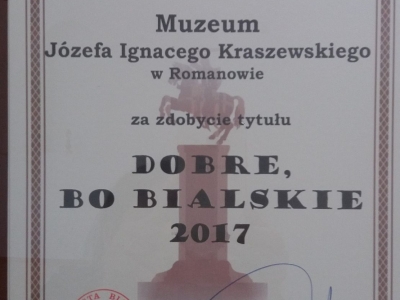 Muzeum
Józefa Ignacego Kraszewskiego
w Romanowie
za zdobycie tytułu
DOBRE,
BO BIALSKIE
2017